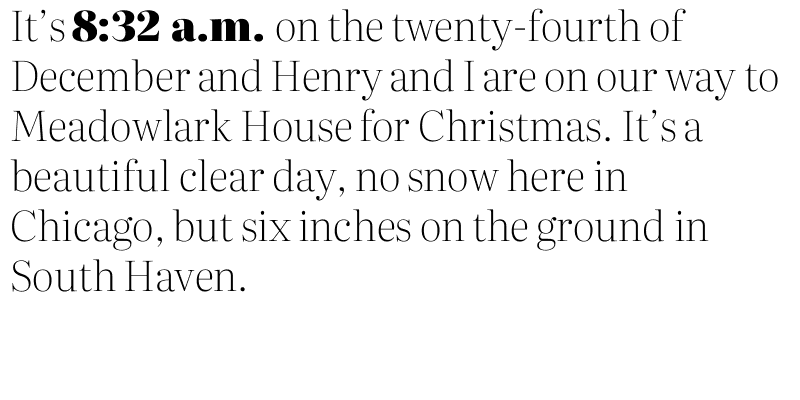 It’s 8:32 a.m. on the twenty-fourth of
December and Henry and I are on our way to
Meadowlark House for Christmas. It’s a
beautiful clear day, no snow here in
Chicago, but six inches on the ground in
South Haven.